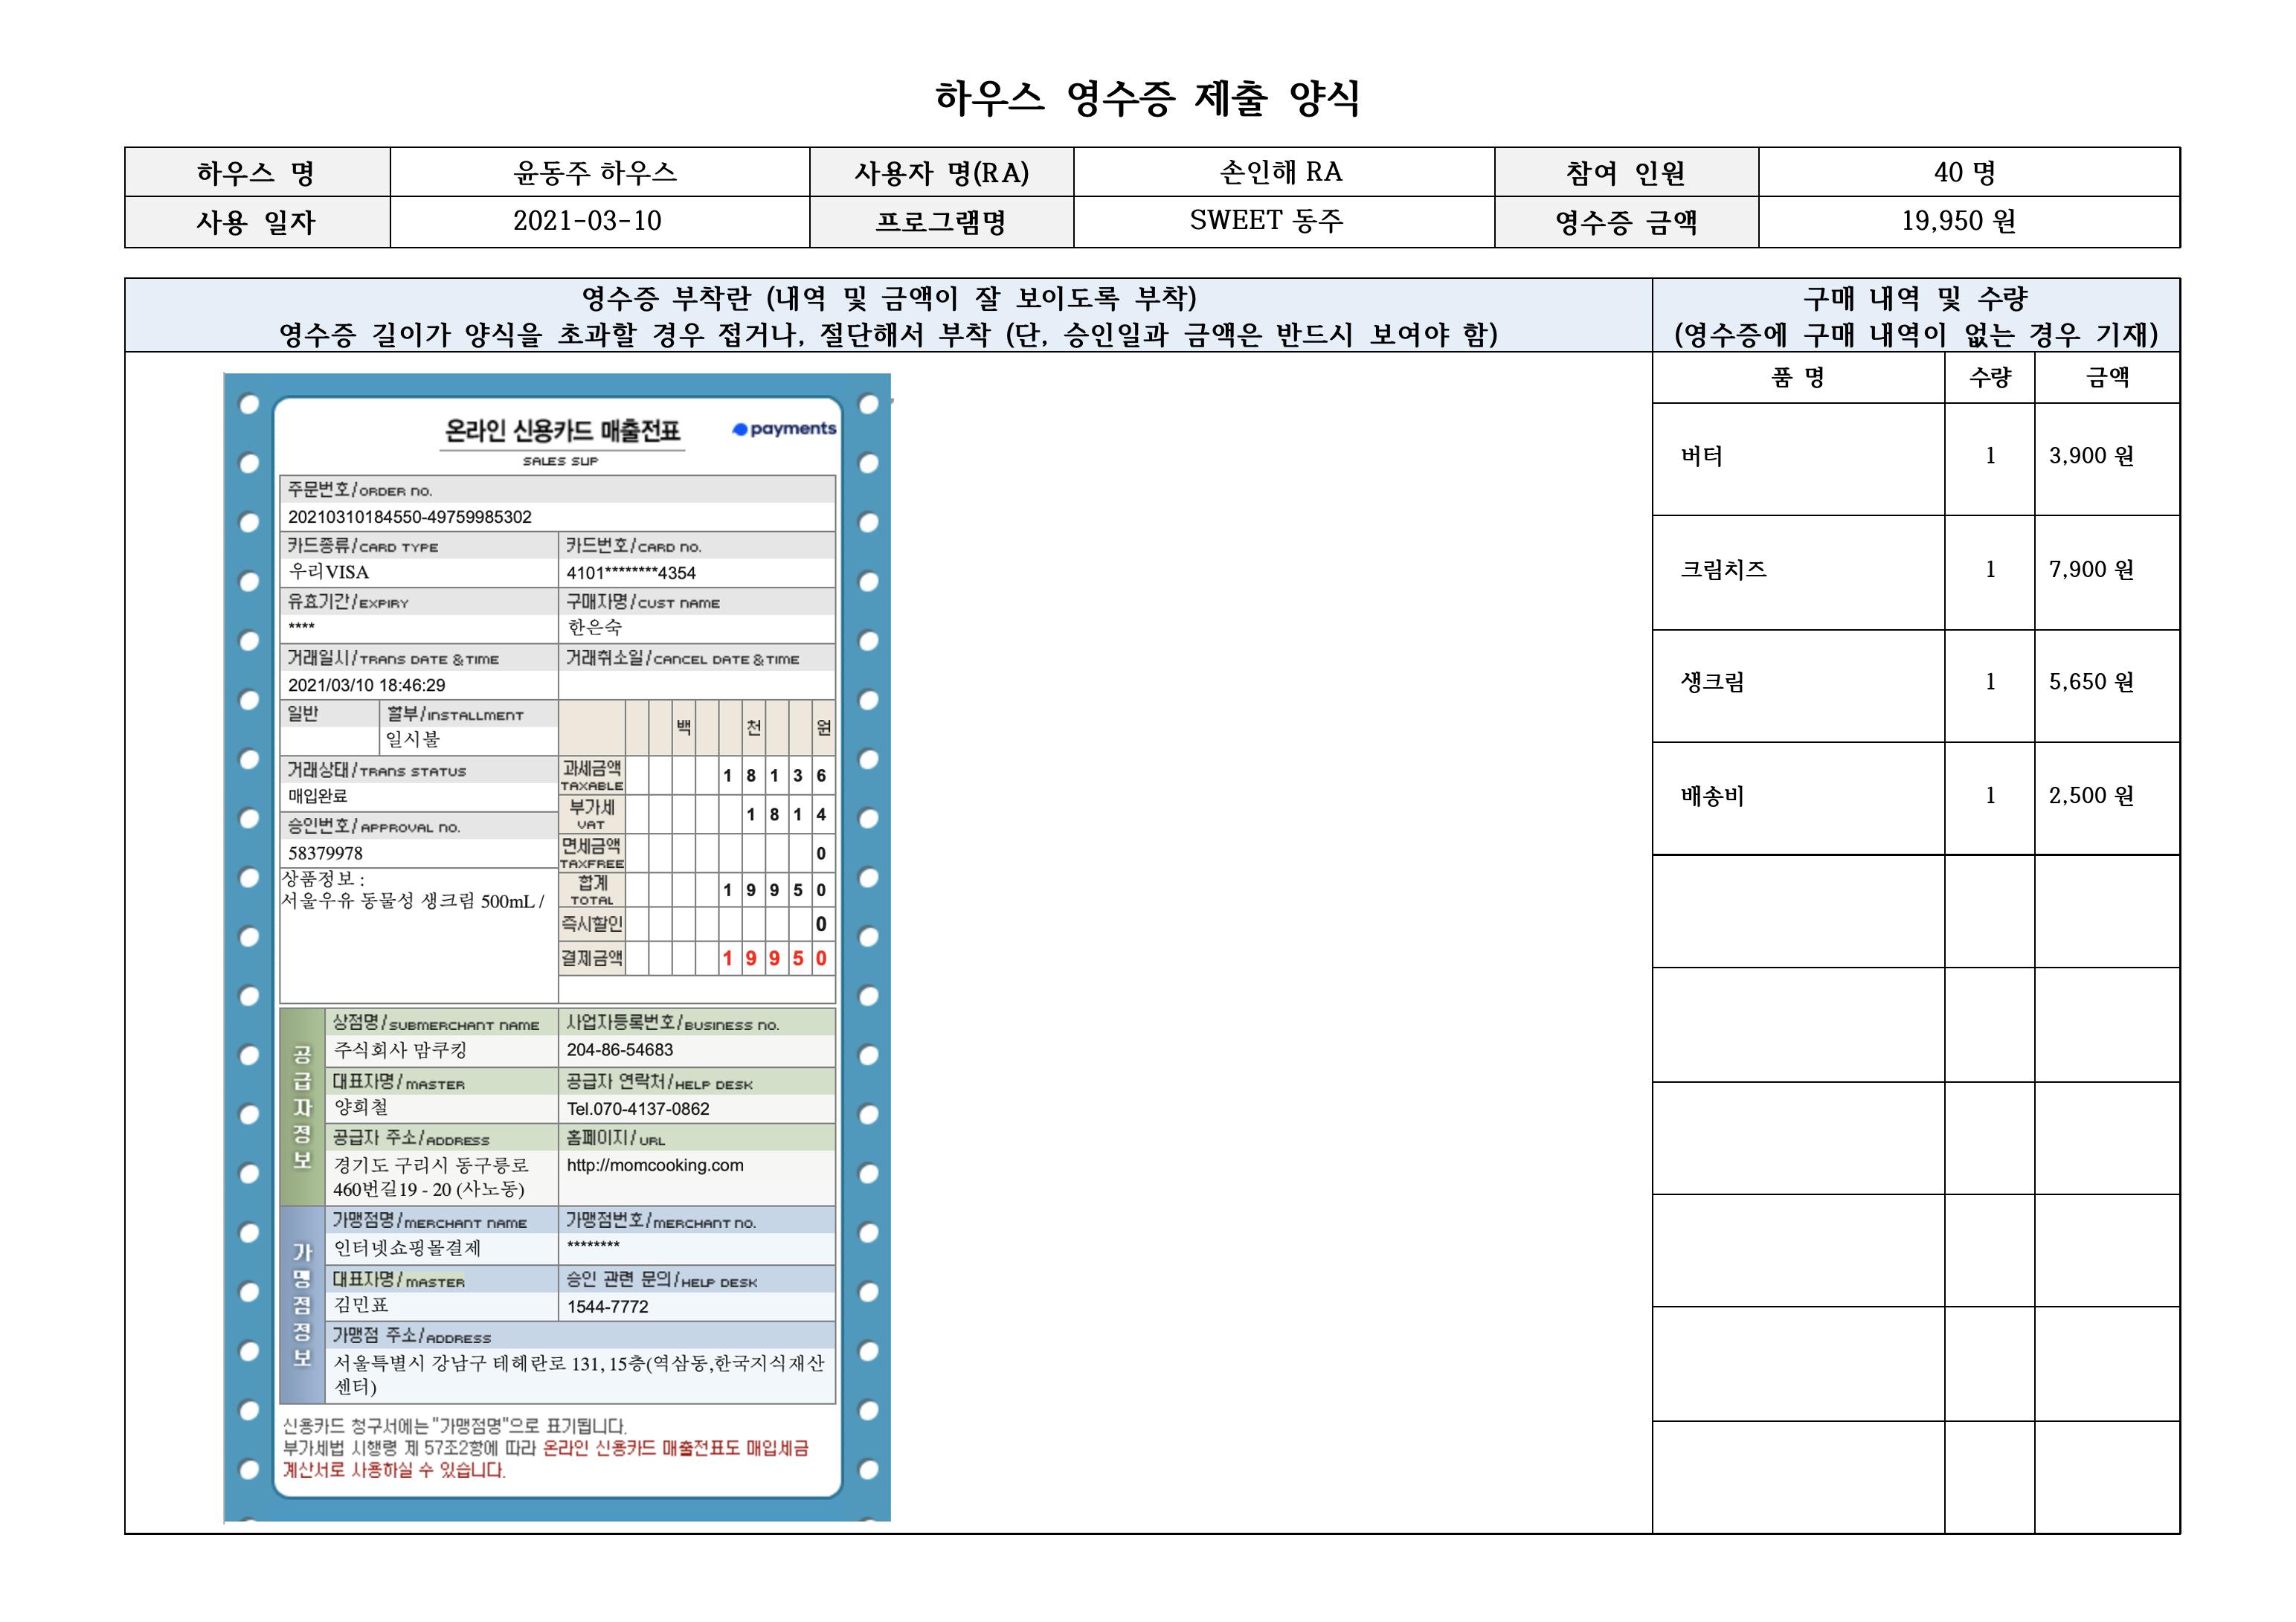 하우스 영수증 제출 양식
하우스 명 윤동주 하우스 사용자 명(RA) 손인해 RA 참여 인원 40 명
사용 일자 2021-03-10 프로그램명 SWEET 동주 영수증 금액 19,950 원
영수증 부착란 (내역 및 금액이 잘 보이도록 부착)
영수증 길이가 양식을 초과할 경우 접거나, 절단해서 부착 (단, 승인일과 금액은 반드시 보여야 함)
구매 내역 및 수량
(영수증에 구매 내역이 없는 경우 기재)
품 명 수량 금액
버터 1 3,900 원
크림치즈 1 7,900 원
생크림 1 5,650 원
배송비 1 2,500 원
온라인 신용카드 매출전표
SALES SLIP
payments
주문번호/ORDER NO.
20210310184550-49759985302
카드종류/CARD TYPE 카드번호/CARD NO.
우리VISA 4101*********4354
유효기간/EXPIRY 구매자명/CUST NAME
**** 한은숙
거래일시/TRANS DATE & TIME 거래취소일/CANCEL DATE & TIME
2021/03/10 18:46:29
일반 할부/INSTALLMENT
일시불
거래상태/TRANS STATUS
매입완료
승인번호/APPROVAL NO.
58379978
상품정보 :
서울우유 동물성 생크림 500mL /
백 천 원
과세금액 TAXABLE 1 8 1 3 6
부가세 VAT 1 8 1 4
면세금액 TAXFREE 0
합계 TOTAL 1 9 9 5 0
즉시할인 0
결제금액 1 9 9 5 0
공급자정보
상점명/SUBMERCHANT NAME 사업자등록번호/BUSINESS NO.
주식회사 맘쿠킹 204-86-54683
대표자명/MASTER 공급자 연락처/HELP DESK
양희철 Tel.070-4137-0862
공급자 주소/ADDRESS 홈페이지/URL
경기도 구리시 동구릉로 http://momcooking.com
460번길19 - 20 (사노동)
가맹점정보
가맹점명/MERCHANT NAME 가맹점번호/MERCHANT NO.
인터넷쇼핑몰결제 ********
대표자명/MASTER 승인 관련 문의/HELP DESK
김민표 1544-7772
가맹점 주소/ADDRESS
서울특별시 강남구 테헤란로 131,15층(역삼동,한국지식재산
센터)
신용카드 청구서에는 "가맹점명"으로 표기됩니다.
부가세법 시행령 제 57조2항에 따라 온라인 신용카드 매출전표도 매입세금
계산서로 사용하실 수 있습니다.